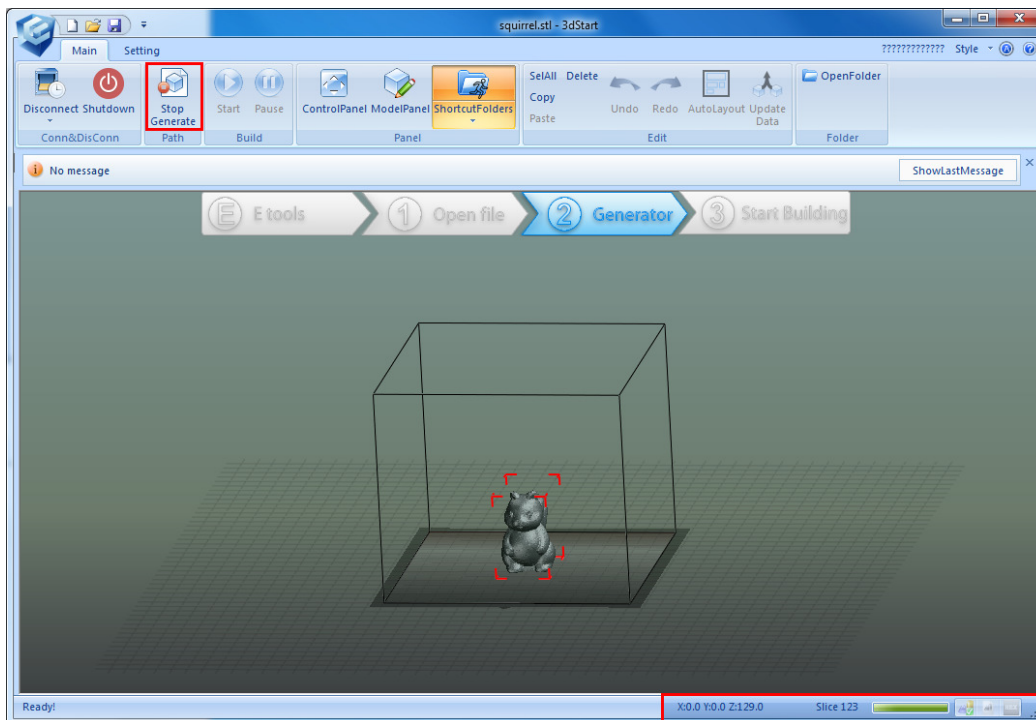 squirrel.stl - 3dStart
Main Setting ????????????? Style
Disconnect Shutdown Stop Generate Start Pause ControlPanel ModelPanel ShortcutFolders SelAll Delete Copy Paste Undo Redo AutoLayout Update Data OpenFolder
Conn&DisConn Path Build Panel Edit Folder
No message ShowLastMessage
E E tools 1 Open file 2 Generator 3 Start Building
Ready! X:0.0 Y:0.0 Z:129.0 Slice 123